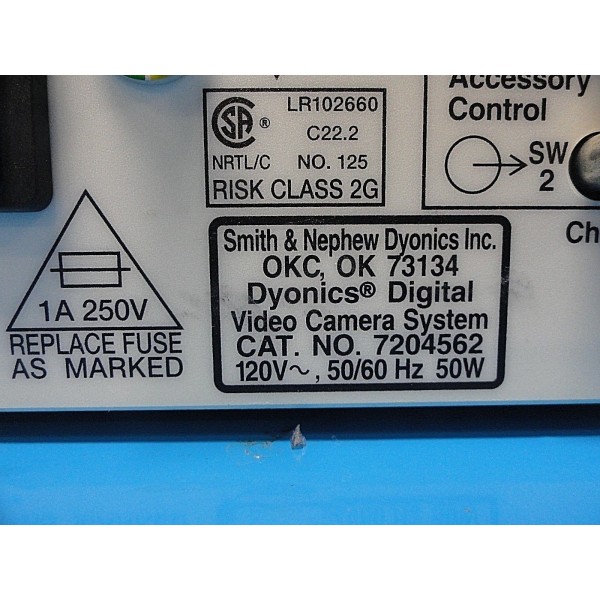 LR102660
C22.2
NRTL/C NO. 125
RISK CLASS 2G
SA ®
Accessory
Control
SW
2
Ch
1A 250V
REPLACE FUSE
AS MARKED
Smith & Nephew Dyonics Inc.
OKC, OK 73134
Dyonics® Digital
Video Camera System
CAT. NO. 7204562
120V~, 50/60 Hz 50W